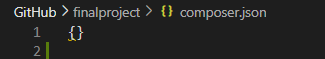 GitHub > finalproject > {} composer.json
1 {}
2